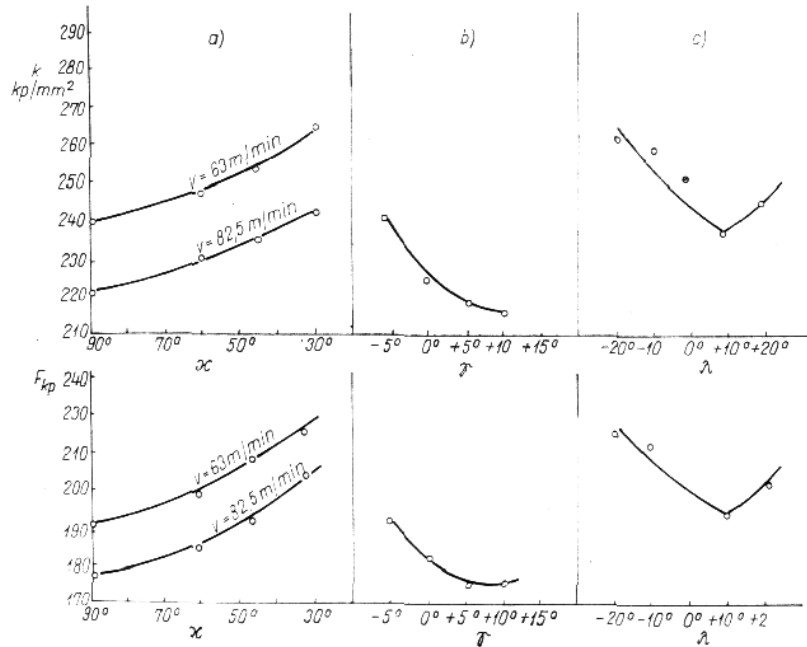 a) b) c)
290
k
kp/mm²
280
270
260
250
240
230
220
210
v = 63 m/min
v = 82,5 m/min
90° 70° 50° 30° -5° 0° +5° +10 +15° -20° -10 0° +10° +20°
ϰ γ λ
F kp
240
230
210
200
190
180
170
v = 63 m/min
v = 82,5 m/min
90° 70° 50° 30° -5° 0° +5° +10° +15° -20° -10° 0° +10° +2
ϰ γ λ